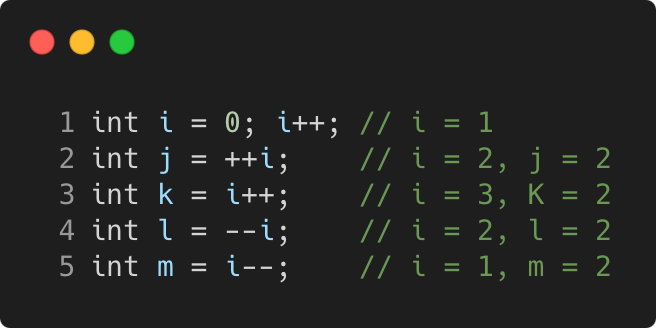 1 int i = 0; i++; // i = 1
2 int j = ++i;    // i = 2, j = 2
3 int k = i++;    // i = 3, K = 2
4 int l = --i;    // i = 2, l = 2
5 int m = i--;    // i = 1, m = 2